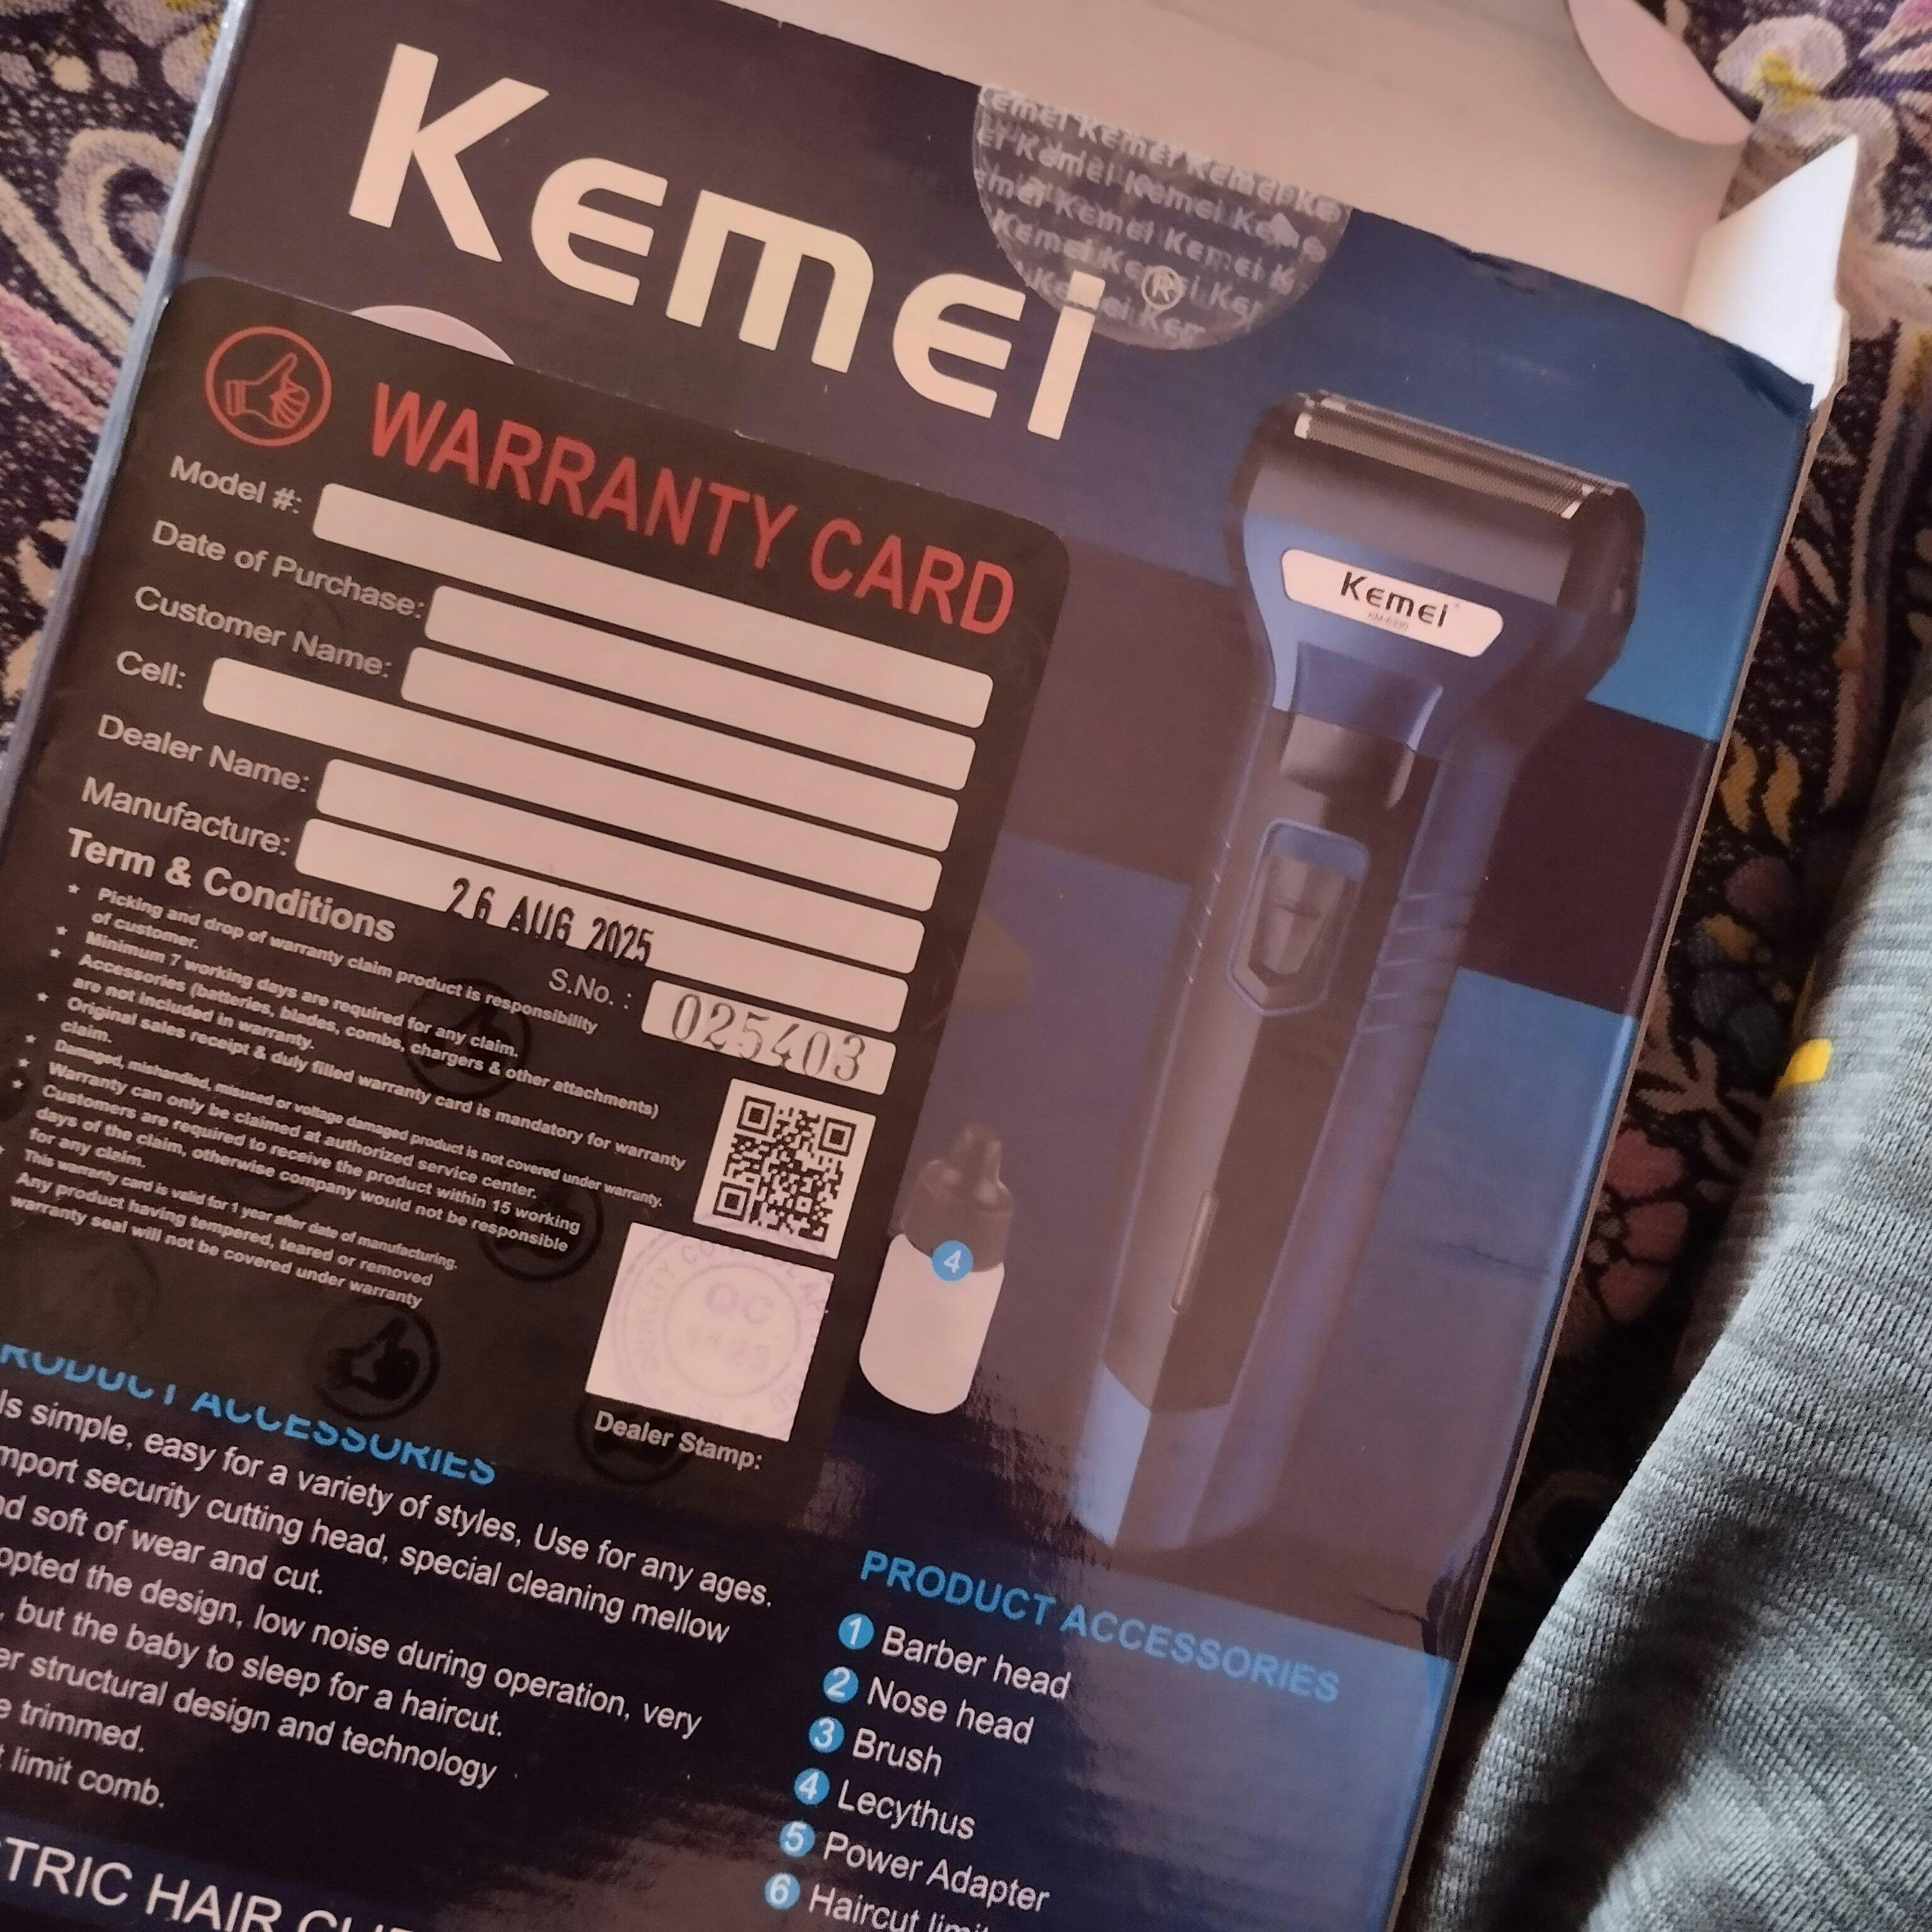 Kemei®
WARRANTY CARD
Model #:
Date of Purchase:
Customer Name:
Cell:
Dealer Name:
Manufacture:
26 AUG 2025
Term & Conditions
S.No. :
025403
Picking and drop of warranty claim product is responsibility
of customer.
Minimum 7 working days are required for any claim.
Accessories (batteries, blades, combs, chargers & other attachments)
are not included in warranty.
Original sales receipt & duly filled warranty card is mandatory for warranty
claim.
Damaged, mishandled, misused or voltage damaged product is not covered under warranty.
Warranty can only be claimed at authorized service center.
Customers are required to receive the product within 15 working
days of the claim, otherwise company would not be responsible
for any claim.
This warranty card is valid for 1 year after date of manufacturing.
Any product having tempered, teared or removed
warranty seal will not be covered under warranty
QUALITY
QC
Dealer Stamp:
Kemei
4
PRODUCT ACCESSORIES
Is simple, easy for a variety of styles, Use for any ages.
security cutting head, special cleaning mellow
soft of wear and cut.
the design, low noise during operation, very
, but the baby to sleep for a haircut.
structural design and technology
trimmed.
limit comb.
PRODUCT ACCESSORIES
1 Barber head
2 Nose head
3 Brush
4 Lecythus
5 Power Adapter
6 Haircut
HAIR